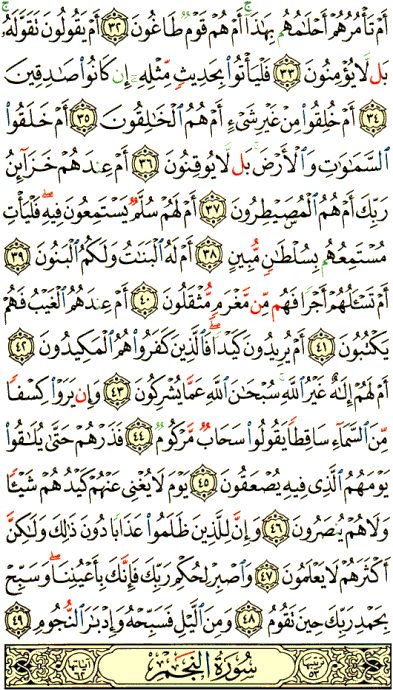 أَمْ تَأْمُرُهُمْ أَحْلَٰمُهُم بِهَٰذَآ ۚ أَمْ هُمْ قَوْمٌ طَاغُونَ ٣٢ أَمْ يَقُولُونَ تَقَوَّلَهُۥ ۚ
بَل لَّا يُؤْمِنُونَ ٣٣ فَلْيَأْتُوا۟ بِحَدِيثٍ مِّثْلِهِۦٓ إِن كَانُوا۟ صَٰدِقِينَ
٣٤ أَمْ خُلِقُوا۟ مِنْ غَيْرِ شَىْءٍ أَمْ هُمُ ٱلْخَٰلِقُونَ ٣٥ أَمْ خَلَقُوا۟
ٱلسَّمَٰوَٰتِ وَٱلْأَرْضَ ۚ بَل لَّا يُوقِنُونَ ٣٦ أَمْ عِندَهُمْ خَزَآئِنُ
رَبِّكَ أَمْ هُمُ ٱلْمُصَۣيْطِرُونَ ٣٧ أَمْ لَهُمْ سُلَّمٌ يَسْتَمِعُونَ فِيهِ ۖ فَلْيَأْتِ
مُسْتَمِعُهُم بِسُلْطَٰنٍ مُّبِينٍ ٣٨ أَمْ لَهُ ٱلْبَنَٰتُ وَلَكُمُ ٱلْبَنُونَ ٣٩
أَمْ تَسْـَٔلُهُمْ أَجْرًا فَهُم مِّن مَّغْرَمٍ مُّثْقَلُونَ ٤٠ أَمْ عِندَهُمُ ٱلْغَيْبُ فَهُمْ
يَكْتُبُونَ ٤١ أَمْ يُرِيدُونَ كَيْدًا ۖ فَٱلَّذِينَ كَفَرُوا۟ هُمُ ٱلْمَكِيدُونَ ٤٢
أَمْ لَهُمْ إِلَٰهٌ غَيْرُ ٱللَّهِ ۚ سُبْحَٰنَ ٱللَّهِ عَمَّا يُشْرِكُونَ ٤٣ وَإِن يَرَوْا۟ كِسْفًا
مِّنَ ٱلسَّمَآءِ سَاقِطًا يَقُولُوا۟ سَحَابٌ مَّرْكُومٌ ٤٤ فَذَرْهُمْ حَتَّىٰ يُلَٰقُوا۟
يَوْمَهُمُ ٱلَّذِى فِيهِ يُصْعَقُونَ ٤٥ يَوْمَ لَا يُغْنِى عَنْهُمْ كَيْدُهُمْ شَيْـًٔا
وَلَا هُمْ يُنصَرُونَ ٤٦ وَإِنَّ لِلَّذِينَ ظَلَمُوا۟ عَذَابًا دُونَ ذَٰلِكَ وَلَٰكِنَّ
أَكْثَرَهُمْ لَا يَعْلَمُونَ ٤٧ وَٱصْبِرْ لِحُكْمِ رَبِّكَ فَإِنَّكَ بِأَعْيُنِنَا ۖ وَسَبِّحْ
بِحَمْدِ رَبِّكَ حِينَ تَقُومُ ٤٨ وَمِنَ ٱلَّيْلِ فَسَبِّحْهُ وَإِدْبَٰرَ ٱلنُّجُومِ ٤٩
ترتيبها ٥٣ سُورَةُ النَّجْمِ آياتها ٦٢